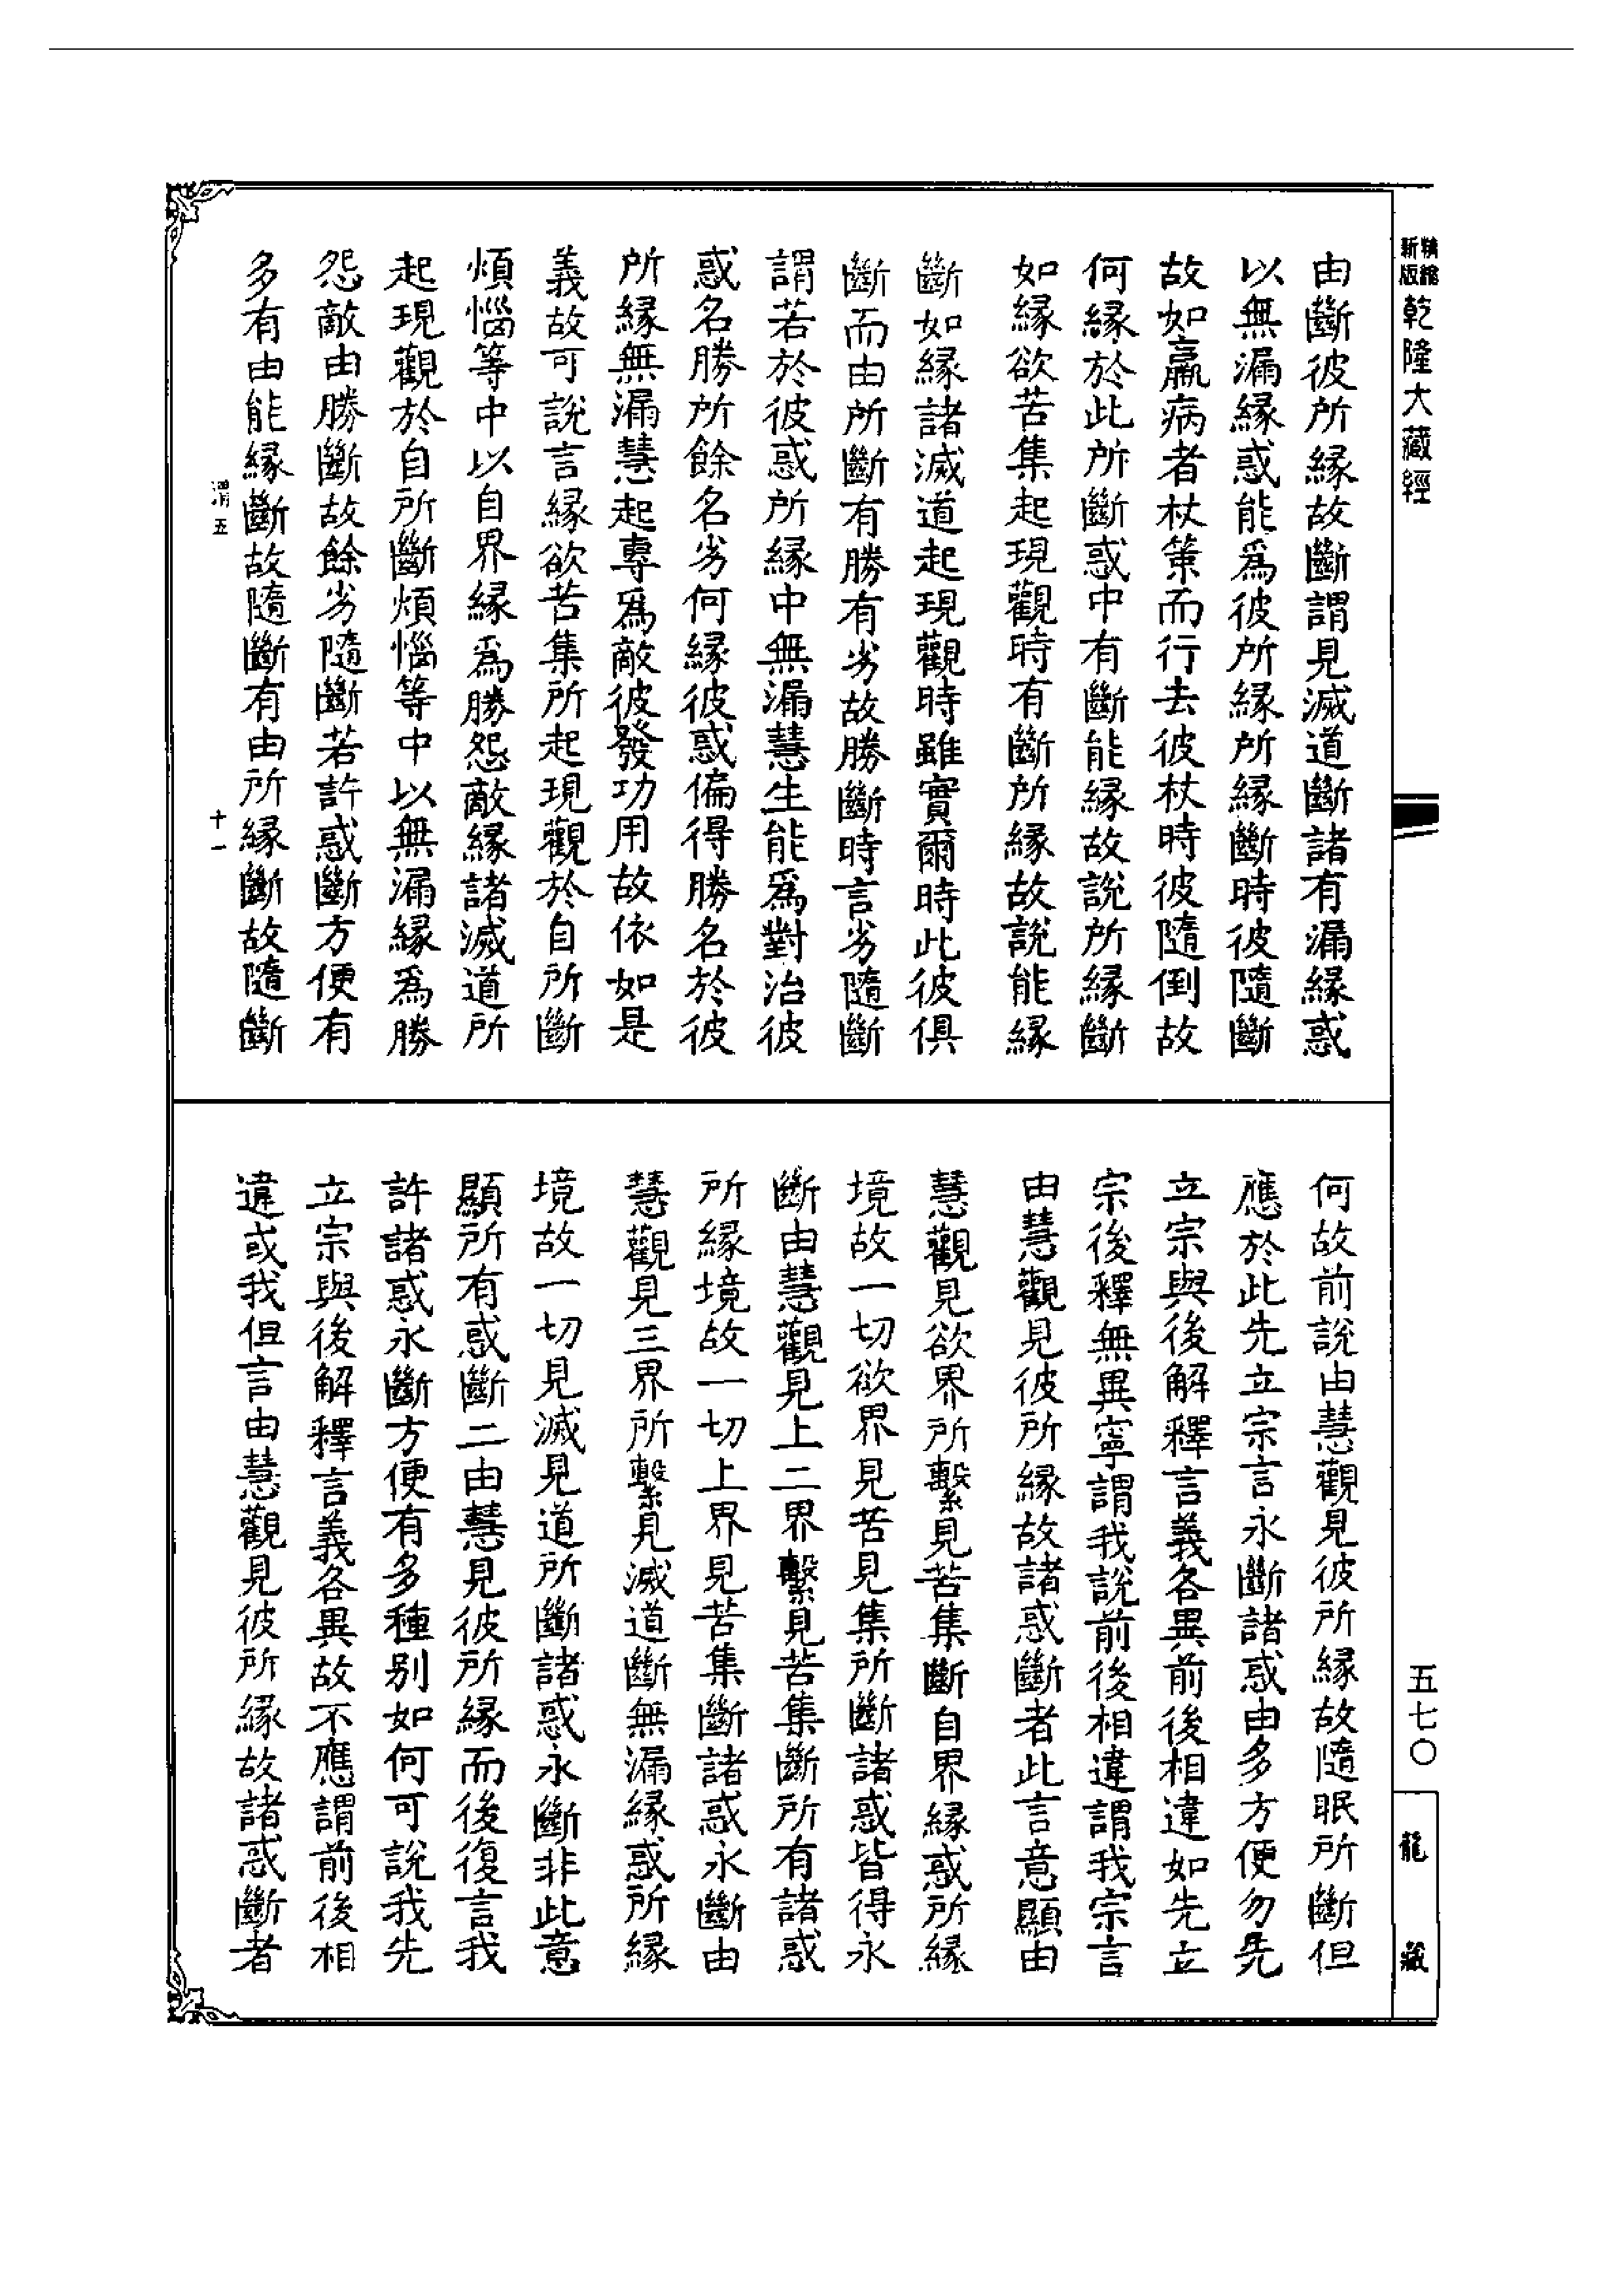 精縮新版乾隆大藏經
由斷彼所緣故斷謂見滅道斷諸有漏緣惑
以無漏緣惑能爲彼所緣所緣斷時彼隨斷
故如羸病者杖策而行去彼杖時彼隨倒故
何緣於此所斷惑中有斷能緣故說所緣斷
如緣欲苦集起現觀時有斷所緣故說能緣
斷如緣諸滅道起現觀時雖實爾時此彼俱
斷而由所斷有勝有劣故勝斷時言劣隨斷
謂若於彼惑所緣中無漏慧生能爲對治彼
惑名勝所餘名劣何緣彼惑偏得勝名於彼
所緣無漏慧起專爲敵彼發功用故依如是
義故可說言緣欲苦集所起現觀於自所斷
煩惱等中以自界緣爲勝怨敵緣諸滅道所
起現觀於自所斷煩惱等中以無漏緣爲勝
怨敵由勝斷故餘劣隨斷若許惑斷方便有
多有由能緣斷故隨斷有由所緣斷故隨斷
渭五
十一
何故前說由慧觀見彼所緣故隨眠所斷但
應於此先立宗言永斷諸惑由多方便勿先
立宗與後解釋言義各異前後相違如先立
宗後釋無異寧謂我說前後相違謂我宗言
由慧觀見彼所緣故諸惑斷者此言意顯由
慧觀見欲界所繫見苦集斷自界緣惑所緣
境故一切欲界見苦見集所斷諸惑皆得永
斷由慧觀見上二界繫見苦集斷所有諸惑
所緣境故一切上界見苦集斷諸惑永斷由
慧觀見三界所繫見滅道斷無漏緣惑所緣
境故一切見滅見道所斷諸惑永斷非此意
顯所有惑斷二由慧見彼所緣而後復言我
許諸惑永斷方便有多種別如何可說我先
立宗與後解釋言義各異故不應謂前後相
違或我但言由慧觀見彼所緣故諸惑斷者
五七〇
龍藏